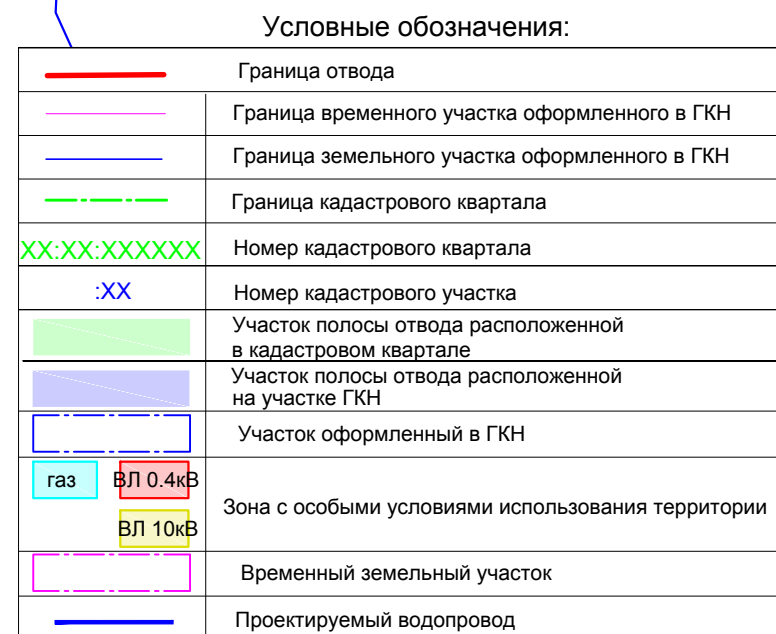 Условные обозначения:
Граница отвода
Граница временного участка оформленного в ГКН
Граница земельного участка оформленного в ГКН
Граница кадастрового квартала
XX:XX:XXXXXX Номер кадастрового квартала
:XX Номер кадастрового участка
Участок полосы отвода расположенной
в кадастровом квартале
Участок полосы отвода расположенной
на участке ГКН
Участок оформленный в ГКН
газ ВЛ 0.4кВ
Зона с особыми условиями использования территории
ВЛ 10кВ
Временный земельный участок
Проектируемый водопровод